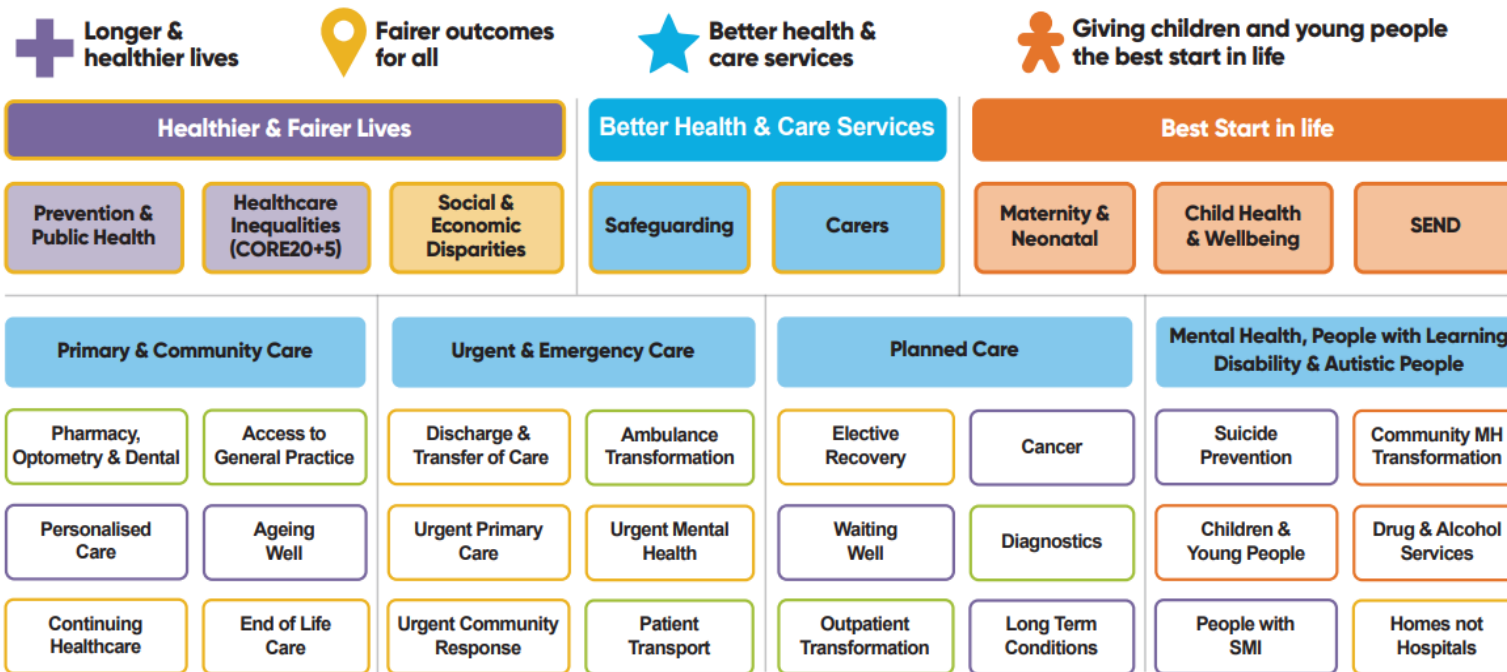 Longer &
healthier lives
Fairer outcomes
for all
Better health &
care services
Giving children and young people
the best start in life
Healthier & Fairer Lives
Better Health & Care Services
Best Start in life
Prevention &
Public Health
Healthcare
Inequalities
(CORE20+5)
Social &
Economic
Disparities
Safeguarding
Carers
Maternity &
Neonatal
Child Health
& Wellbeing
SEND
Primary & Community Care
Urgent & Emergency Care
Planned Care
Mental Health, People with Learning
Disability & Autistic People
Pharmacy,
Optometry & Dental
Access to
General Practice
Discharge &
Transfer of Care
Ambulance
Transformation
Elective
Recovery
Cancer
Suicide
Prevention
Community MH
Transformation
Personalised
Care
Ageing
Well
Urgent Primary
Care
Urgent Mental
Health
Waiting
Well
Diagnostics
Children &
Young People
Drug & Alcohol
Services
Continuing
Healthcare
End of Life
Care
Urgent Community
Response
Patient
Transport
Outpatient
Transformation
Long Term
Conditions
People with
SMI
Homes not
Hospitals